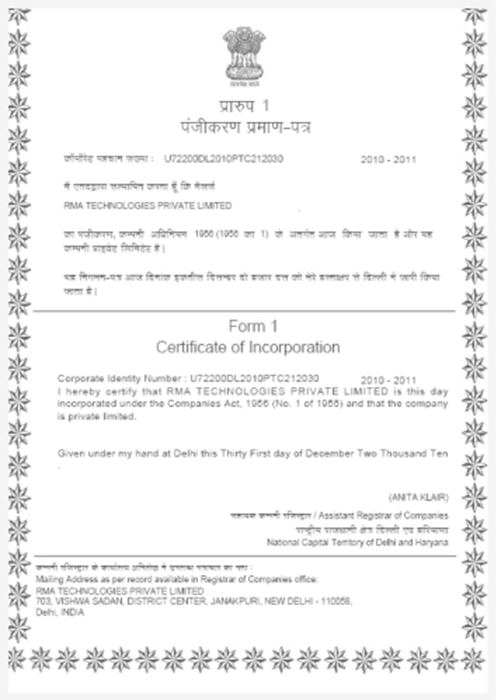 प्रारुप 1
पंजीकरण प्रमाण-पत्र
कॉर्पोरेट पहचान संख्या : U72200DL2010PTC212030 2010 - 2011
मैं एतदद्वारा सत्यापित करता हूँ कि मैसर्स
RMA TECHNOLOGIES PRIVATE LIMITED
का पंजीकरण, कम्पनी अधिनियम 1956 (1956 का 1) के अंतर्गत आज किया जाता है और यह
कम्पनी प्राइवेट लिमिटेड है।
यह निगमन-पत्र आज दिनांक इकतीस दिसम्बर दो हजार दस को मेरे हस्ताक्षर से दिल्ली में जारी किया
जाता है।
Form 1
Certificate of Incorporation
Corporate Identity Number : U72200DL2010PTC212030 2010 - 2011
I hereby certify that RMA TECHNOLOGIES PRIVATE LIMITED is this day
incorporated under the Companies Act, 1956 (No. 1 of 1956) and that the company
is private limited.
Given under my hand at Delhi this Thirty First day of December Two Thousand Ten
.
(ANITA KLAIR)
सहायक कम्पनी रजिस्ट्रार / Assistant Registrar of Companies
राष्ट्रीय राजधानी क्षेत्र दिल्ली एवं हरियाणा
National Capital Territory of Delhi and Haryana
कम्पनी रजिस्ट्रार के कार्यालय अभिलेख में उपलब्ध पत्राचार का पता :
Mailing Address as per record available in Registrar of Companies office:
RMA TECHNOLOGIES PRIVATE LIMITED
703, VISHWA SADAN, DISTRICT CENTER, JANAKPURI, NEW DELHI - 110058,
Delhi, INDIA